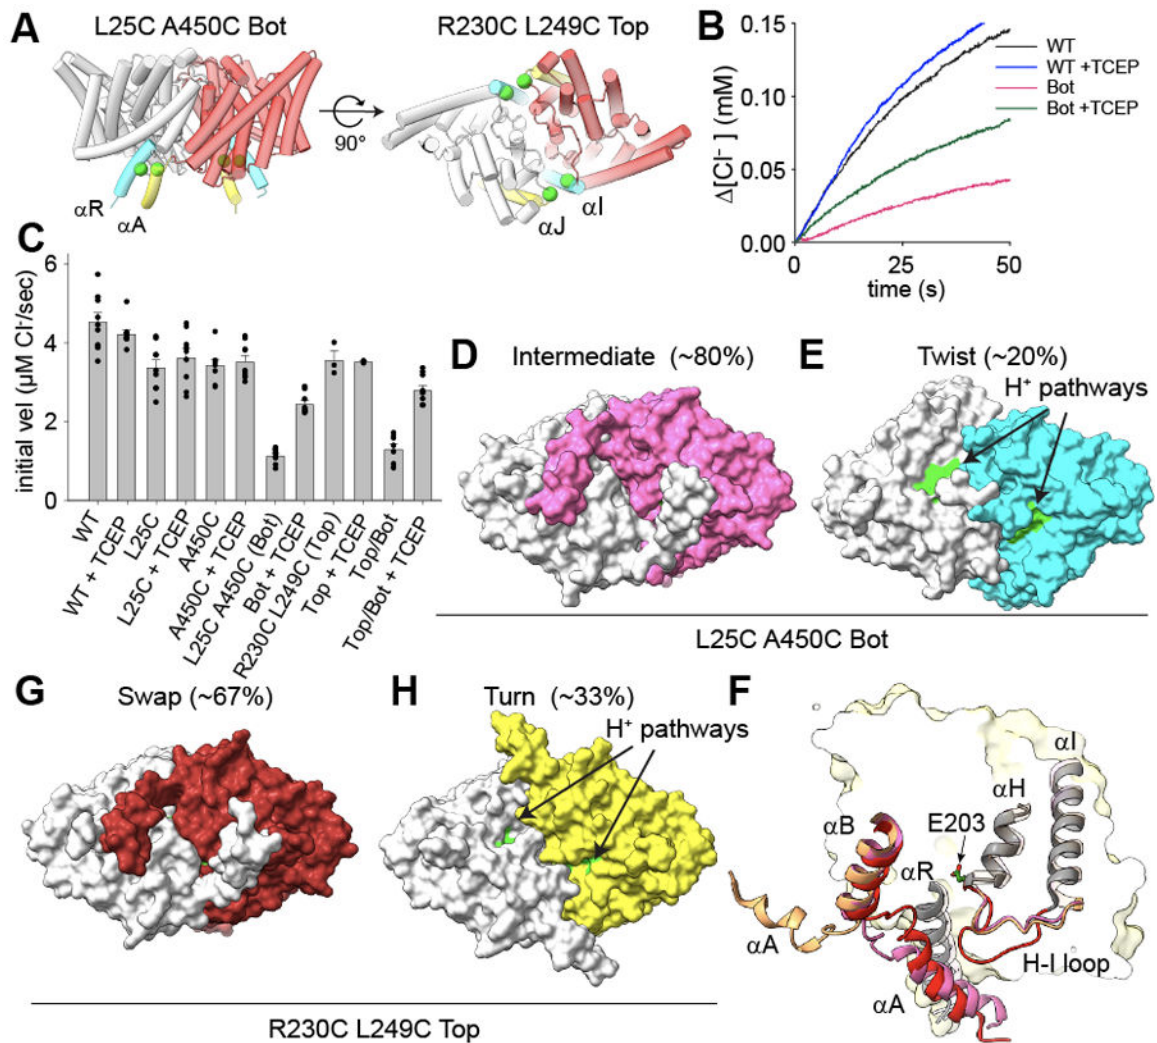 A
L25C A450C Bot
R230C L249C Top
90°
αR
αA
αJ
αI
B
0.15
0.10
0.05
0.00
Δ[Cl⁻ ] (mM)
0
25
50
time (s)
WT
WT +TCEP
Bot
Bot +TCEP
C
6
4
2
0
initial vel (µM Cl⁻/sec)
WT
WT + TCEP
L25C
L25C + TCEP
A450C
A450C + TCEP
L25C A450C (Bot)
Bot + TCEP
R230C L249C (Top)
Top + TCEP
Top/Bot
Top/Bot + TCEP
D
Intermediate (~80%)
E
Twist (~20%)
H⁺ pathways
L25C A450C Bot
G
Swap (~67%)
H
Turn (~33%)
H⁺ pathways
R230C L249C Top
F
αI
αH
E203
αB
αR
αA
H-I loop
αA